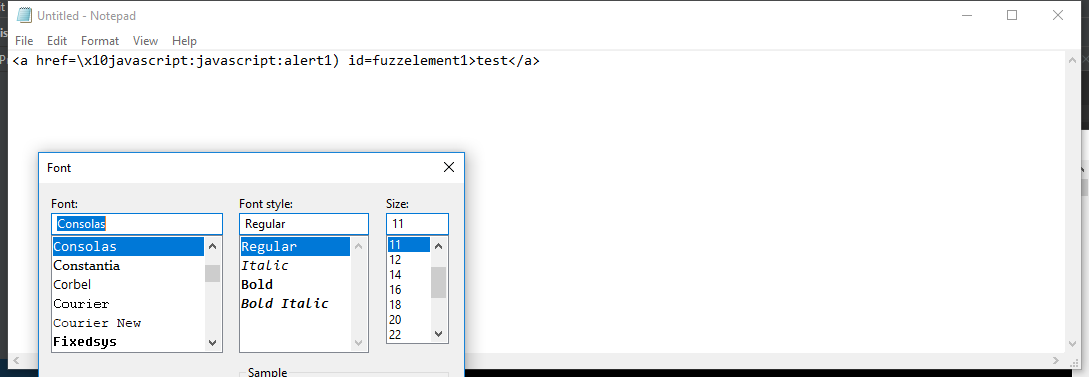 Untitled - Notepad
File Edit Format View Help
<a href=\x10javascript:javascript:alert1) id=fuzzelement1>test</a>
Font
Font: Font style: Size:
Consolas Regular 11
Consolas Regular 11
Constantia Italic 12
Corbel Bold 14
Courier Bold Italic 16
Courier New 18
Fixedsys 20
22
Sample